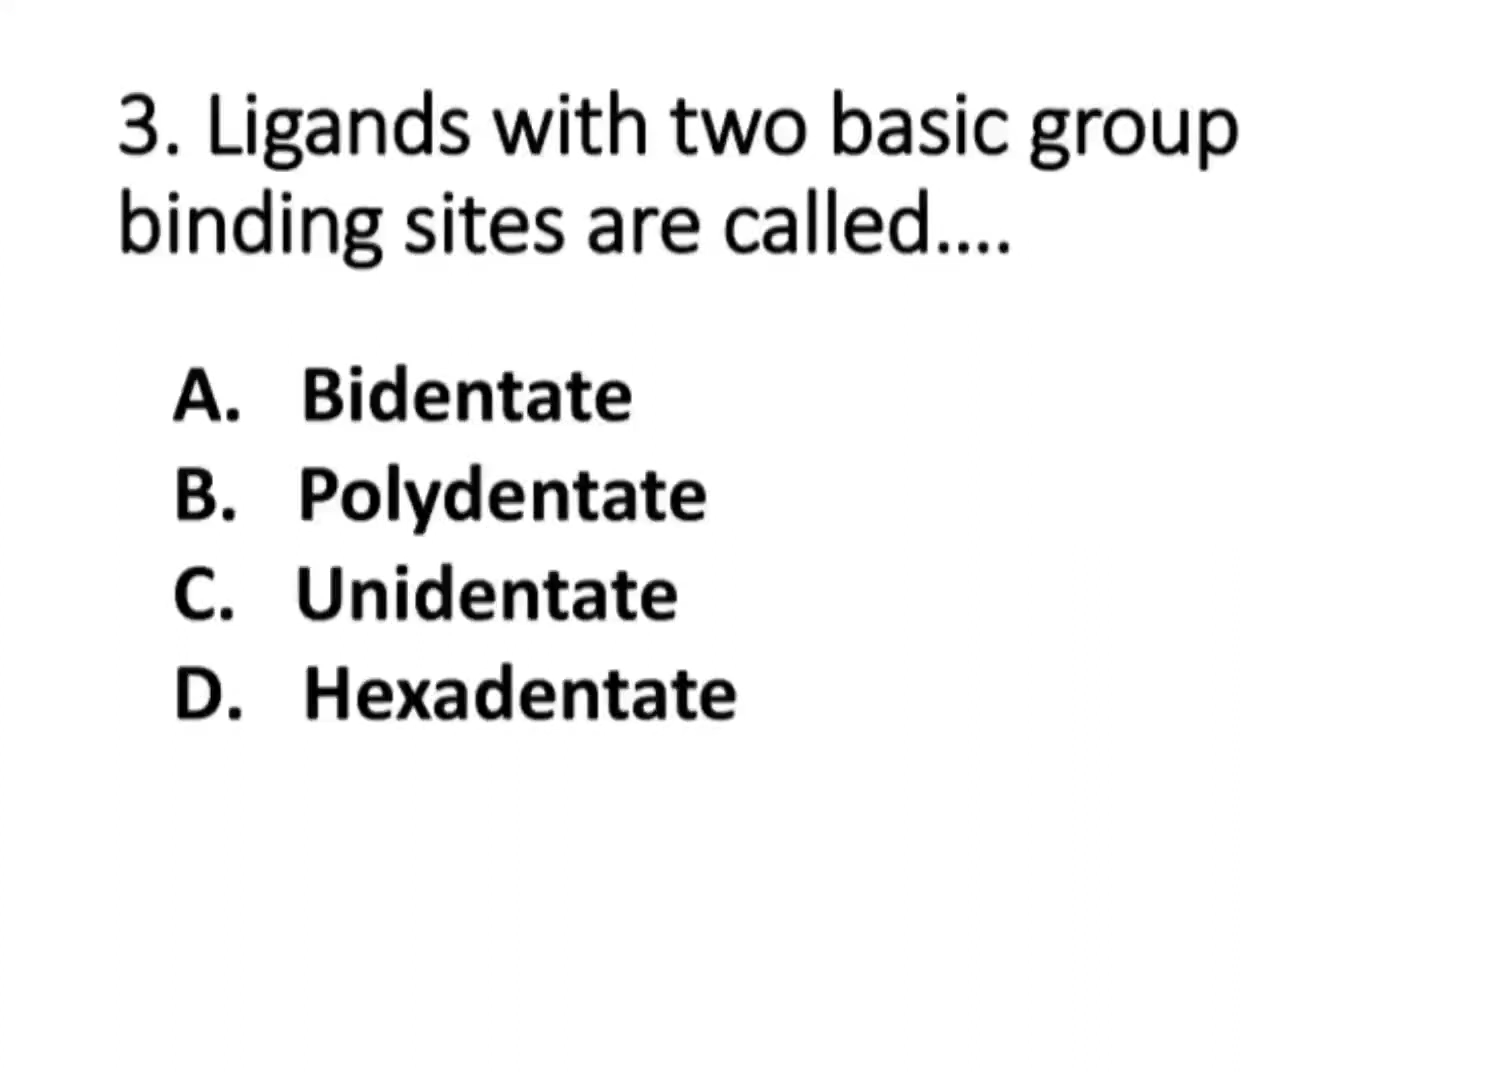 3. Ligands with two basic group
binding sites are called....
A. Bidentate
B. Polydentate
C. Unidentate
D. Hexadentate